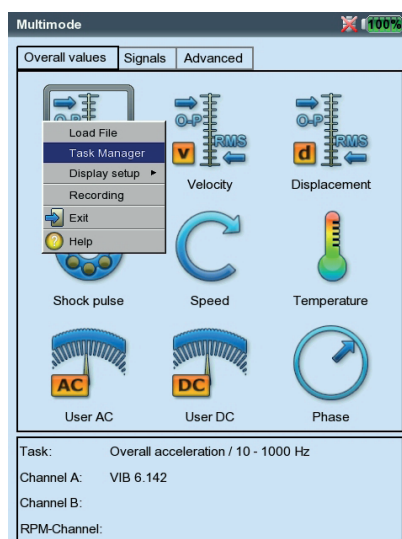 Multimode 100%
Overall values Signals Advanced
O-P
Load File
Task Manager
Display setup
Recording
Exit
? Help
O-P RMS
v
Velocity
O-P RMS
d
Displacement
Shock pulse Speed Temperature
AC DC
User AC User DC Phase
Task: Overall acceleration / 10 - 1000 Hz
Channel A: VIB 6.142
Channel B:
RPM-Channel: